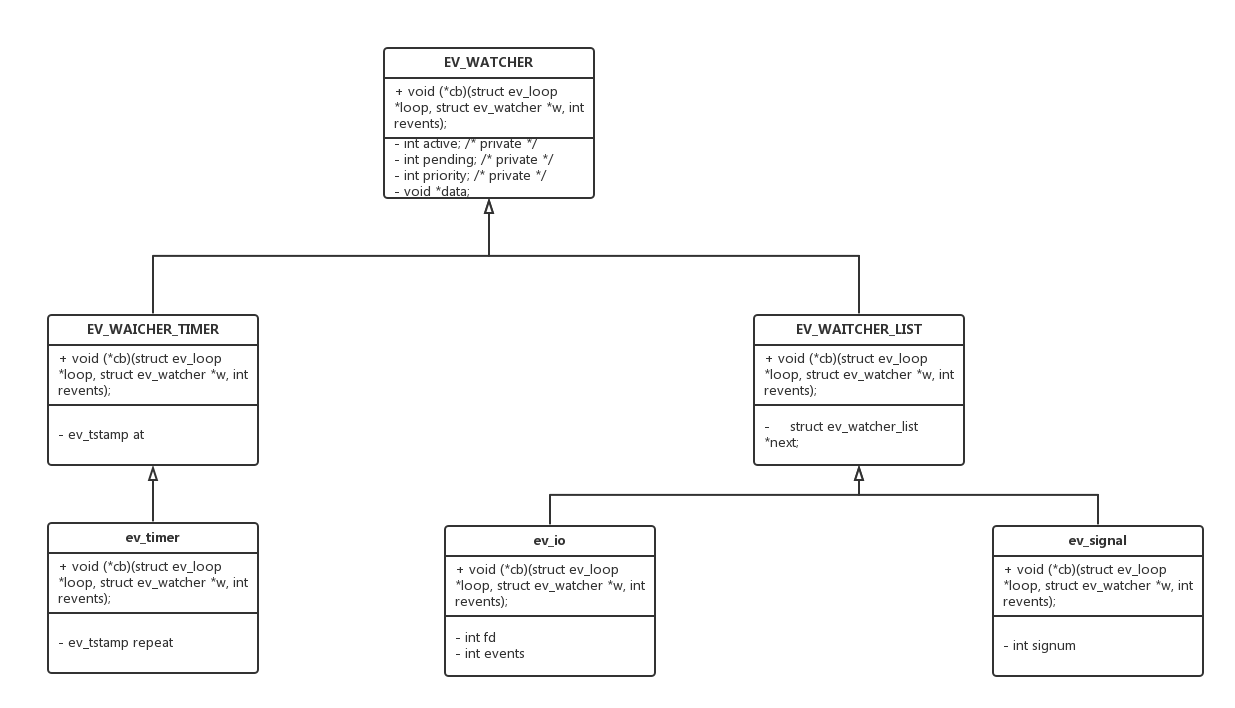 EV_WATCHER
+ void (*cb)(struct ev_loop
*loop, struct ev_watcher *w, int
revents);
- int active; /* private */
- int pending; /* private */
- int priority; /* private */
- void *data;
EV_WAICHER_TIMER
+ void (*cb)(struct ev_loop
*loop, struct ev_watcher *w, int
revents);
- ev_tstamp at
EV_WAITCHER_LIST
+ void (*cb)(struct ev_loop
*loop, struct ev_watcher *w, int
revents);
- struct ev_watcher_list
*next;
ev_timer
+ void (*cb)(struct ev_loop
*loop, struct ev_watcher *w, int
revents);
- ev_tstamp repeat
ev_io
+ void (*cb)(struct ev_loop
*loop, struct ev_watcher *w, int
revents);
- int fd
- int events
ev_signal
+ void (*cb)(struct ev_loop
*loop, struct ev_watcher *w, int
revents);
- int signum